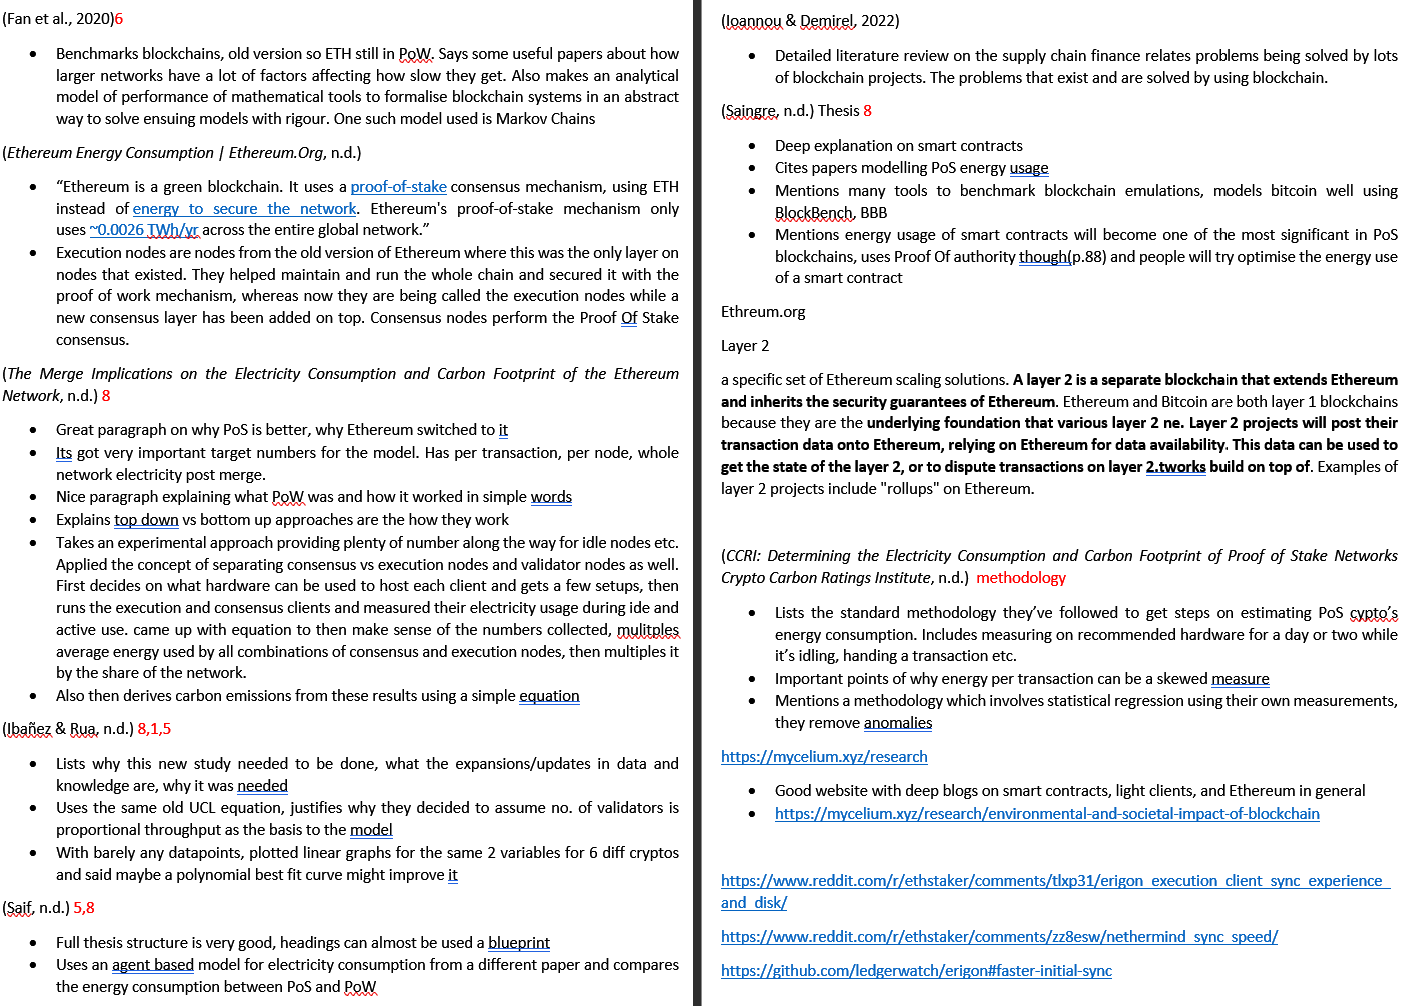 (Fan et al., 2020)6
• Benchmarks blockchains, old version so ETH still in PoW. Says some useful papers about how
larger networks have a lot of factors affecting how slow they get. Also makes an analytical
model of performance of mathematical tools to formalise blockchain systems in an abstract
way to solve ensuing models with rigour. One such model used is Markov Chains
(Ethereum Energy Consumption | Ethereum.Org, n.d.)
• “Ethereum is a green blockchain. It uses a proof-of-stake consensus mechanism, using ETH
instead of energy to secure the network. Ethereum's proof-of-stake mechanism only
uses ~0.0026 TWh/yr across the entire global network.”
• Execution nodes are nodes from the old version of Ethereum where this was the only layer on
nodes that existed. They helped maintain and run the whole chain and secured it with the
proof of work mechanism, whereas now they are being called the execution nodes while a
new consensus layer has been added on top. Consensus nodes perform the Proof Of Stake
consensus.
(The Merge Implications on the Electricity Consumption and Carbon Footprint of the Ethereum
Network, n.d.) 8
• Great paragraph on why PoS is better, why Ethereum switched to it
• Its got very important target numbers for the model. Has per transaction, per node, whole
network electricity post merge.
• Nice paragraph explaining what PoW was and how it worked in simple words
• Explains top down vs bottom up approaches are the how they work
• Takes an experimental approach providing plenty of number along the way for idle nodes etc.
Applied the concept of separating consensus vs execution nodes and validator nodes as well.
First decides on what hardware can be used to host each client and gets a few setups, then
runs the execution and consensus clients and measured their electricity usage during ide and
active use. came up with equation to then make sense of the numbers collected, mulitples
average energy used by all combinations of consensus and execution nodes, then multiples it
by the share of the network.
• Also then derives carbon emissions from these results using a simple equation
(Ibañez & Rua, n.d.) 8,1,5
• Lists why this new study needed to be done, what the expansions/updates in data and
knowledge are, why it was needed
• Uses the same old UCL equation, justifies why they decided to assume no. of validators is
proportional throughput as the basis to the model
• With barely any datapoints, plotted linear graphs for the same 2 variables for 6 diff cryptos
and said maybe a polynomial best fit curve might improve it
(Saif, n.d.) 5,8
• Full thesis structure is very good, headings can almost be used a blueprint
• Uses an agent based model for electricity consumption from a different paper and compares
the energy consumption between PoS and PoW
(Ioannou & Demirel, 2022)
• Detailed literature review on the supply chain finance relates problems being solved by lots
of blockchain projects. The problems that exist and are solved by using blockchain.
(Saingre, n.d.) Thesis 8
• Deep explanation on smart contracts
• Cites papers modelling PoS energy usage
• Mentions many tools to benchmark blockchain emulations, models bitcoin well using
BlockBench, BBB
• Mentions energy usage of smart contracts will become one of the most significant in PoS
blockchains, uses Proof Of authority though(p.88) and people will try optimise the energy use
of a smart contract
Ethreum.org
Layer 2
a specific set of Ethereum scaling solutions. A layer 2 is a separate blockchain that extends Ethereum
and inherits the security guarantees of Ethereum. Ethereum and Bitcoin are both layer 1 blockchains
because they are the underlying foundation that various layer 2 ne. Layer 2 projects will post their
transaction data onto Ethereum, relying on Ethereum for data availability. This data can be used to
get the state of the layer 2, or to dispute transactions on layer 2.tworks build on top of. Examples of
layer 2 projects include "rollups" on Ethereum.
(CCRI: Determining the Electricity Consumption and Carbon Footprint of Proof of Stake Networks
Crypto Carbon Ratings Institute, n.d.) methodology
• Lists the standard methodology they’ve followed to get steps on estimating PoS cypto’s
energy consumption. Includes measuring on recommended hardware for a day or two while
it’s idling, handing a transaction etc.
• Important points of why energy per transaction can be a skewed measure
• Mentions a methodology which involves statistical regression using their own measurements,
they remove anomalies
https://mycelium.xyz/research
• Good website with deep blogs on smart contracts, light clients, and Ethereum in general
• https://mycelium.xyz/research/environmental-and-societal-impact-of-blockchain
https://www.reddit.com/r/ethstaker/comments/tlxp31/erigon_execution_client_sync_experience_
and_disk/
https://www.reddit.com/r/ethstaker/comments/zz8esw/nethermind_sync_speed/
https://github.com/ledgerwatch/erigon#faster-initial-sync